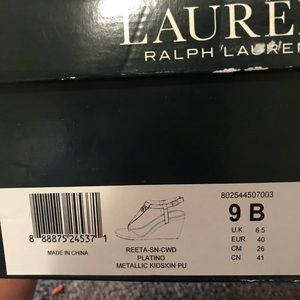 LAURE
RALPH LAUREN
802544507003
9 B
8 88875 24537 1
MADE IN CHINA
REETA-SN-CWD
PLATINO
METALLIC KIDSKIN PU
U.K 6.5
EUR 40
CM 26
CN 41